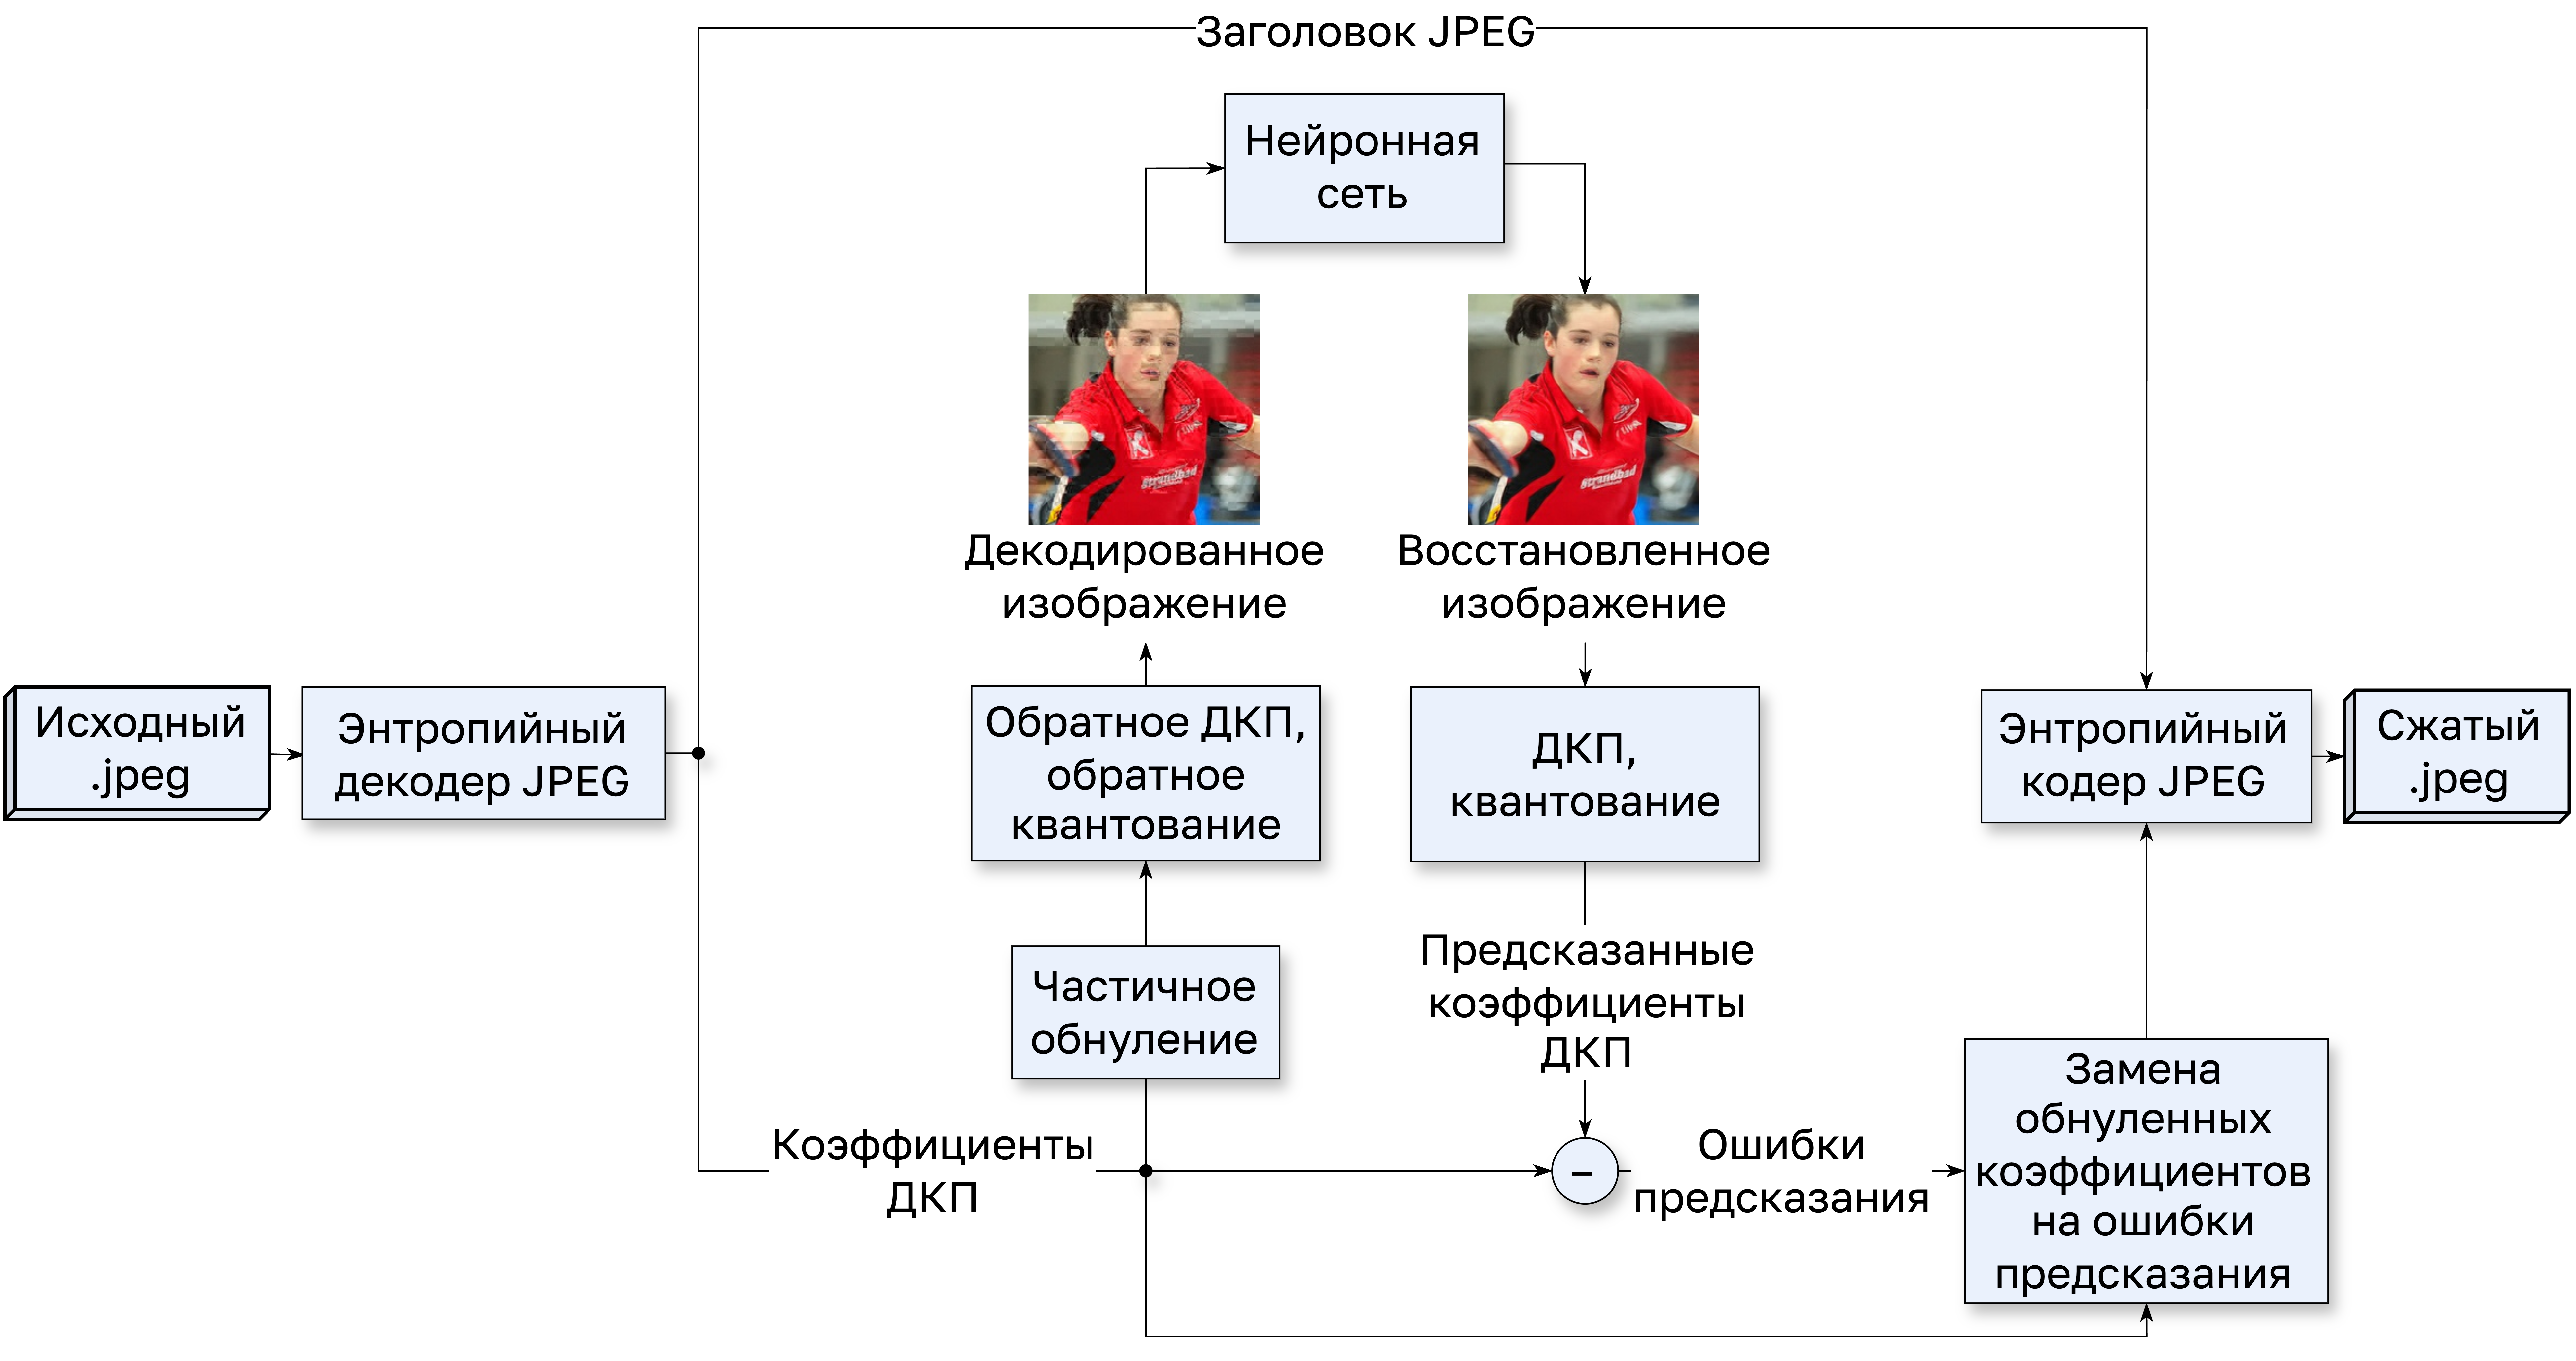 Заголовок JPEG
Нейронная
сеть
K
Strandbad
K
Strandbad
Декодированное
изображение
Восстановленное
изображение
Исходный
.jpeg
Энтропийный
декодер JPEG
Обратное ДКП,
обратное
квантование
ДКП,
квантование
Энтропийный
кодер JPEG
Сжатый
.jpeg
Частичное
обнуление
Предсказанные
коэффициенты
ДКП
Коэффициенты
ДКП
–
Ошибки
предсказания
Замена
обнуленных
коэффициентов
на ошибки
предсказания